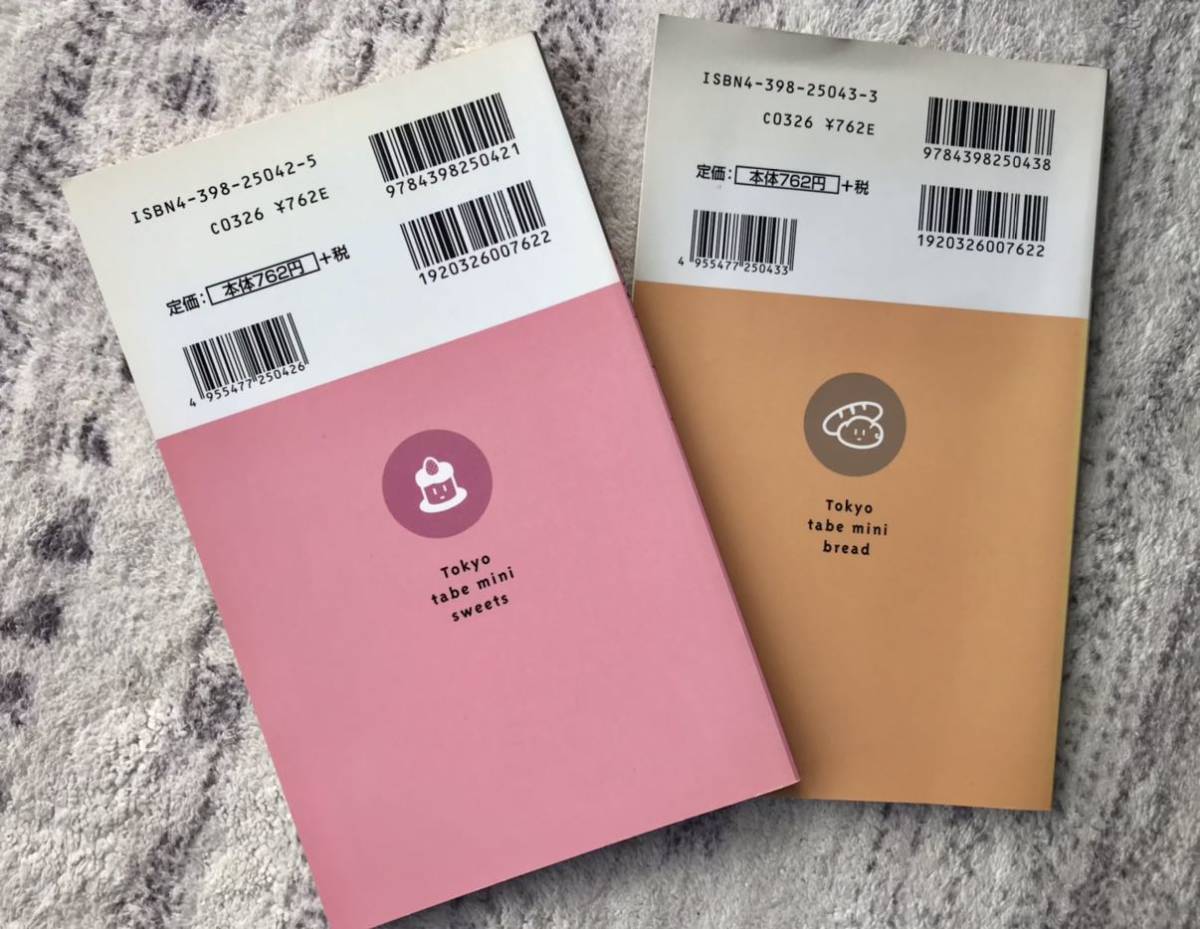 ISBN4-398-25042-5
C0326 ¥762E
定価：本体762円+税
9784398250421
1920326007622
4 955477 250426
Tokyo
tabe mini
sweets
ISBN4-398-25043-3
C0326 ¥762E
定価：本体762円+税
9784398250438
1920326007622
4 955477 250433
Tokyo
tabe mini
bread